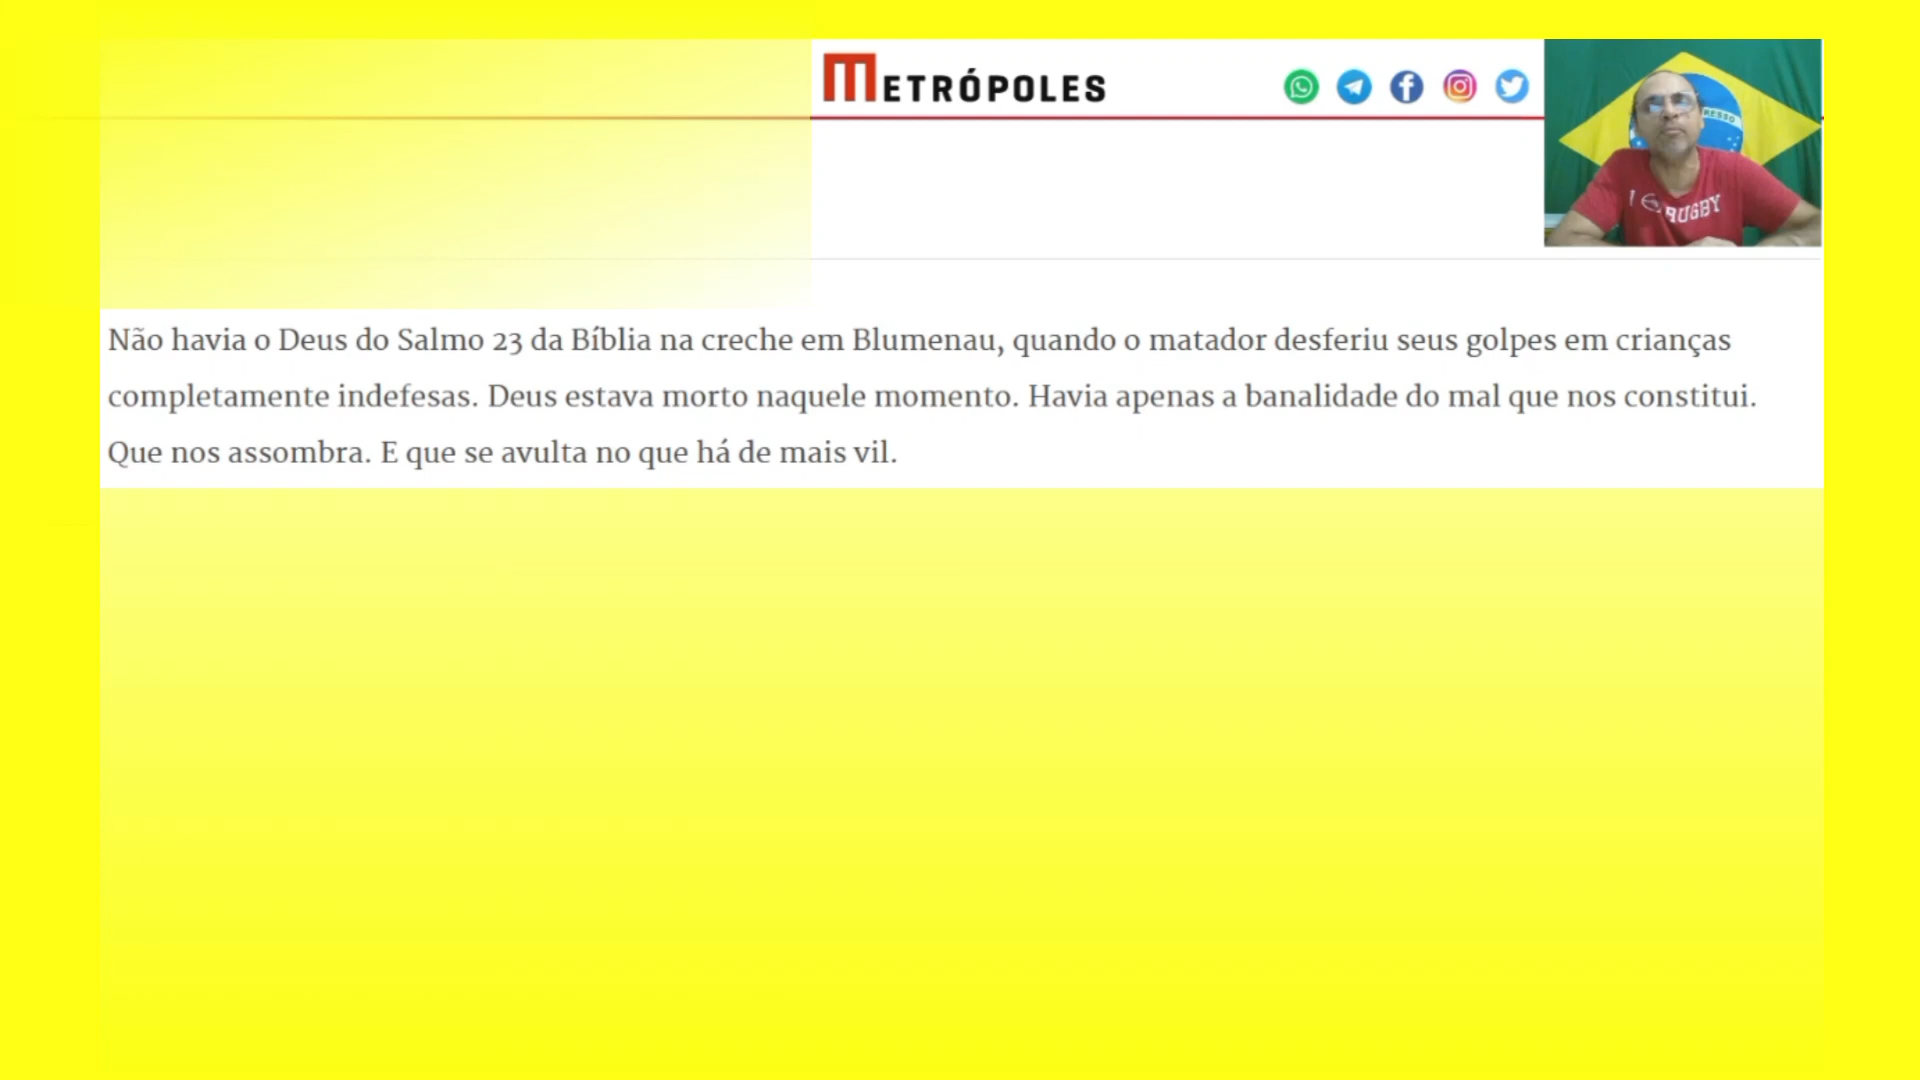 METRÓPOLES
RESSO
I RUGBY
Não havia o Deus do Salmo 23 da Bíblia na creche em Blumenau, quando o matador desferiu seus golpes em crianças
completamente indefesas. Deus estava morto naquele momento. Havia apenas a banalidade do mal que nos constitui.
Que nos assombra. E que se avulta no que há de mais vil.